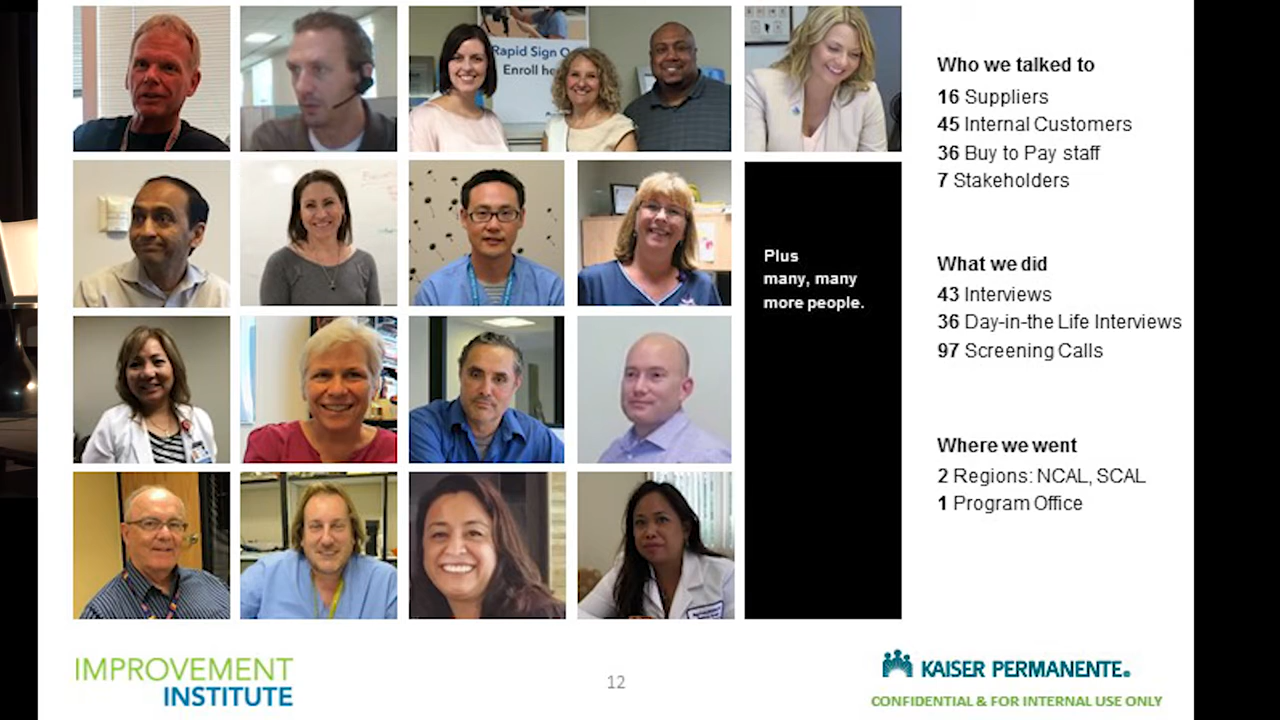 Rapid Sign O
Enroll he
Who we talked to
16 Suppliers
45 Internal Customers
36 Buy to Pay staff
7 Stakeholders
Plus
many, many
more people.
What we did
43 Interviews
36 Day-in-the Life Interviews
97 Screening Calls
Where we went
2 Regions: NCAL, SCAL
1 Program Office
IMPROVEMENT
INSTITUTE
12
KAISER PERMANENTE®
CONFIDENTIAL & FOR INTERNAL USE ONLY